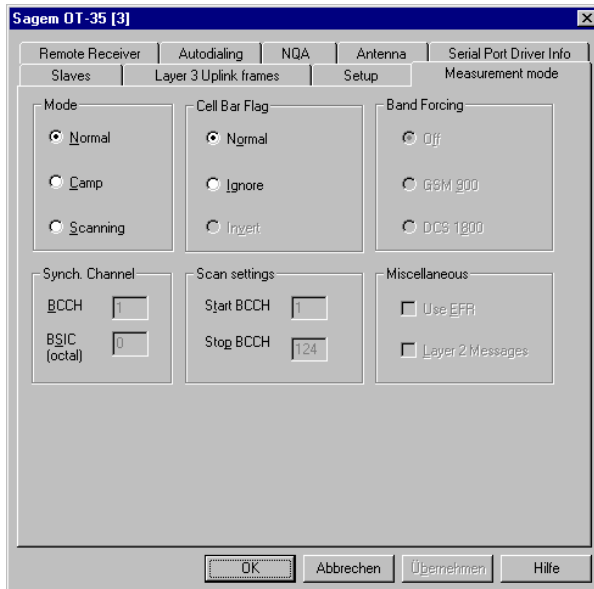 Sagem OT-35 [3]
Remote Receiver Autodialing NQA Antenna Serial Port Driver Info
Slaves Layer 3 Uplink frames Setup Measurement mode
Mode
Normal
Camp
Scanning
Cell Bar Flag
Normal
Ignore
Invert
Band Forcing
Off
GSM 900
DCS 1800
Synch. Channel
BCCH 1
BSIC 0
(octal)
Scan settings
Start BCCH 1
Stop BCCH 124
Miscellaneous
Use EFR
Layer 2 Messages
OK Abbrechen Übernehmen Hilfe